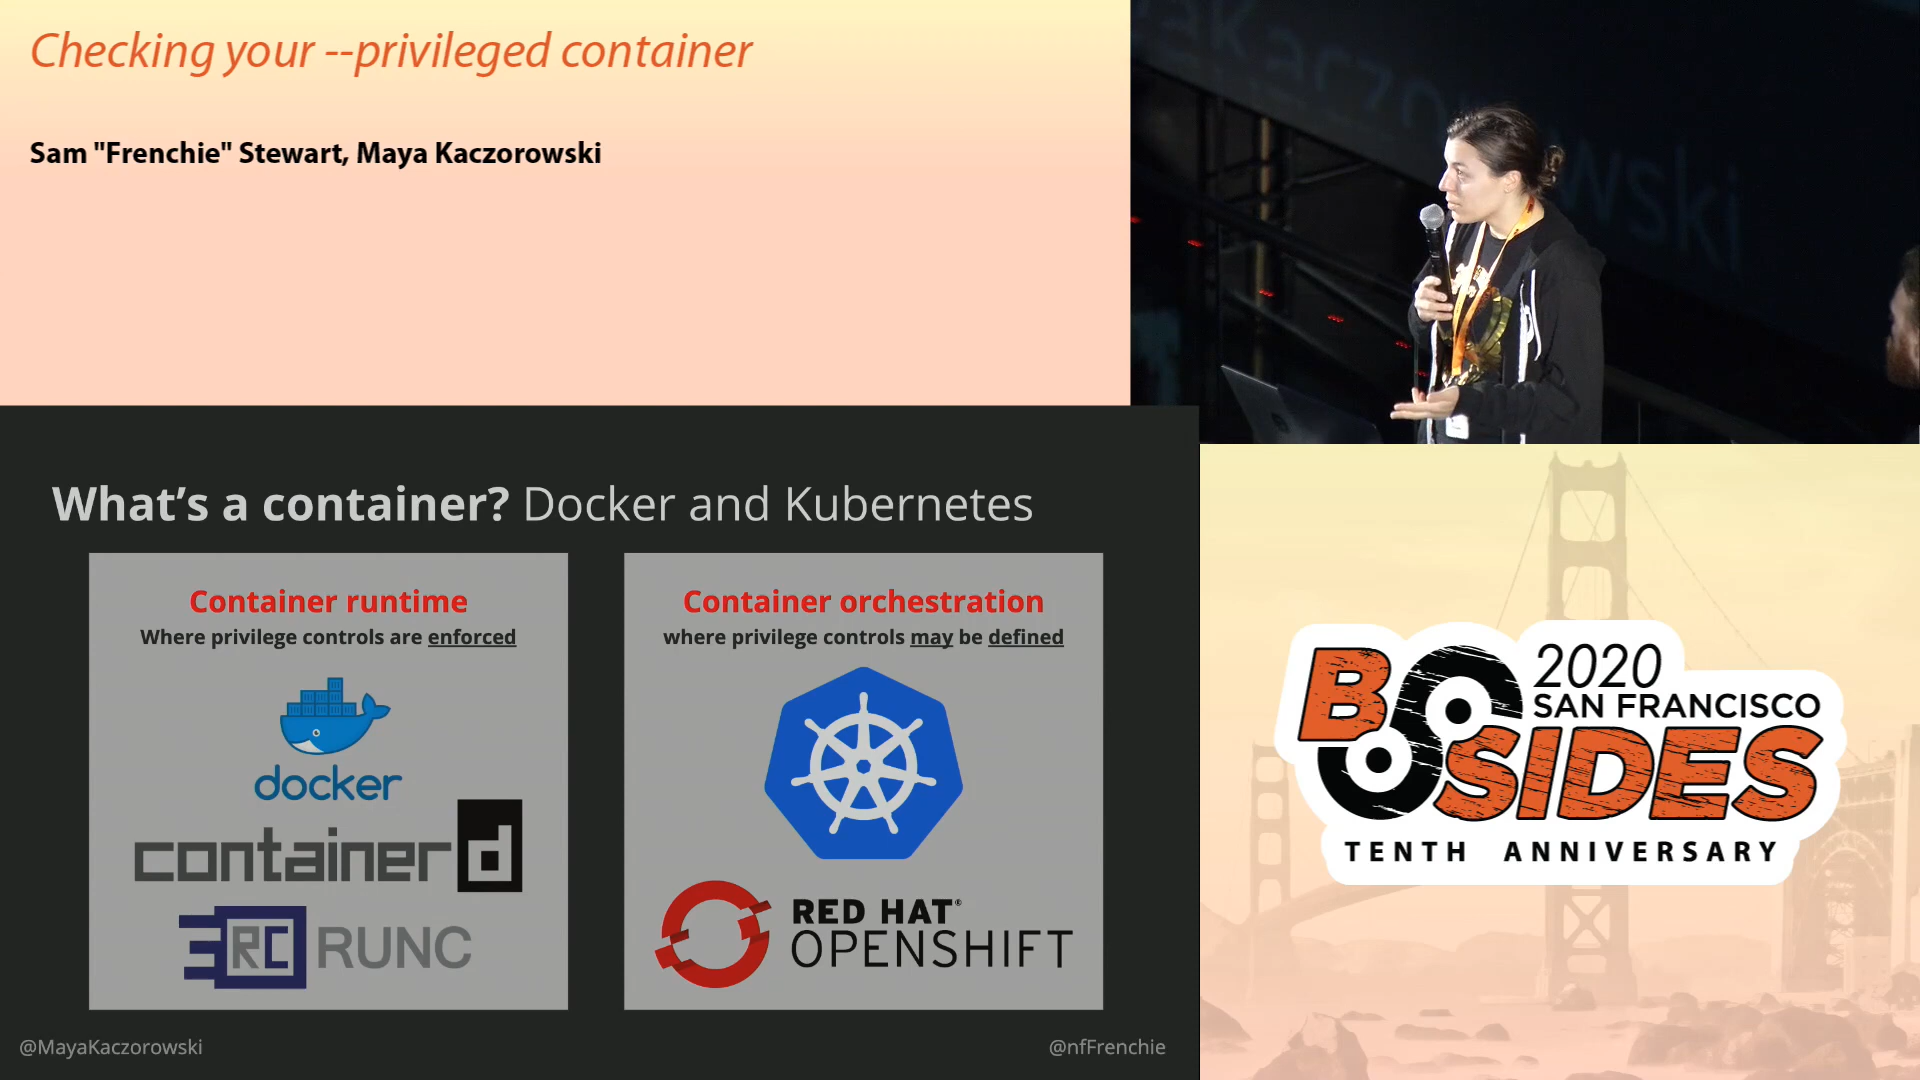 Checking your --privileged container
Sam "Frenchie" Stewart, Maya Kaczorowski
akaczorowski
What's a container? Docker and Kubernetes
Container runtime
Where privilege controls are enforced
docker
containerd
RC RUNC
Container orchestration
where privilege controls may be defined
RED HAT®
OPENSHIFT
@MayaKaczorowski
@nfFrenchie
2020
SAN FRANCISCO
BSIDES
TENTH ANNIVERSARY